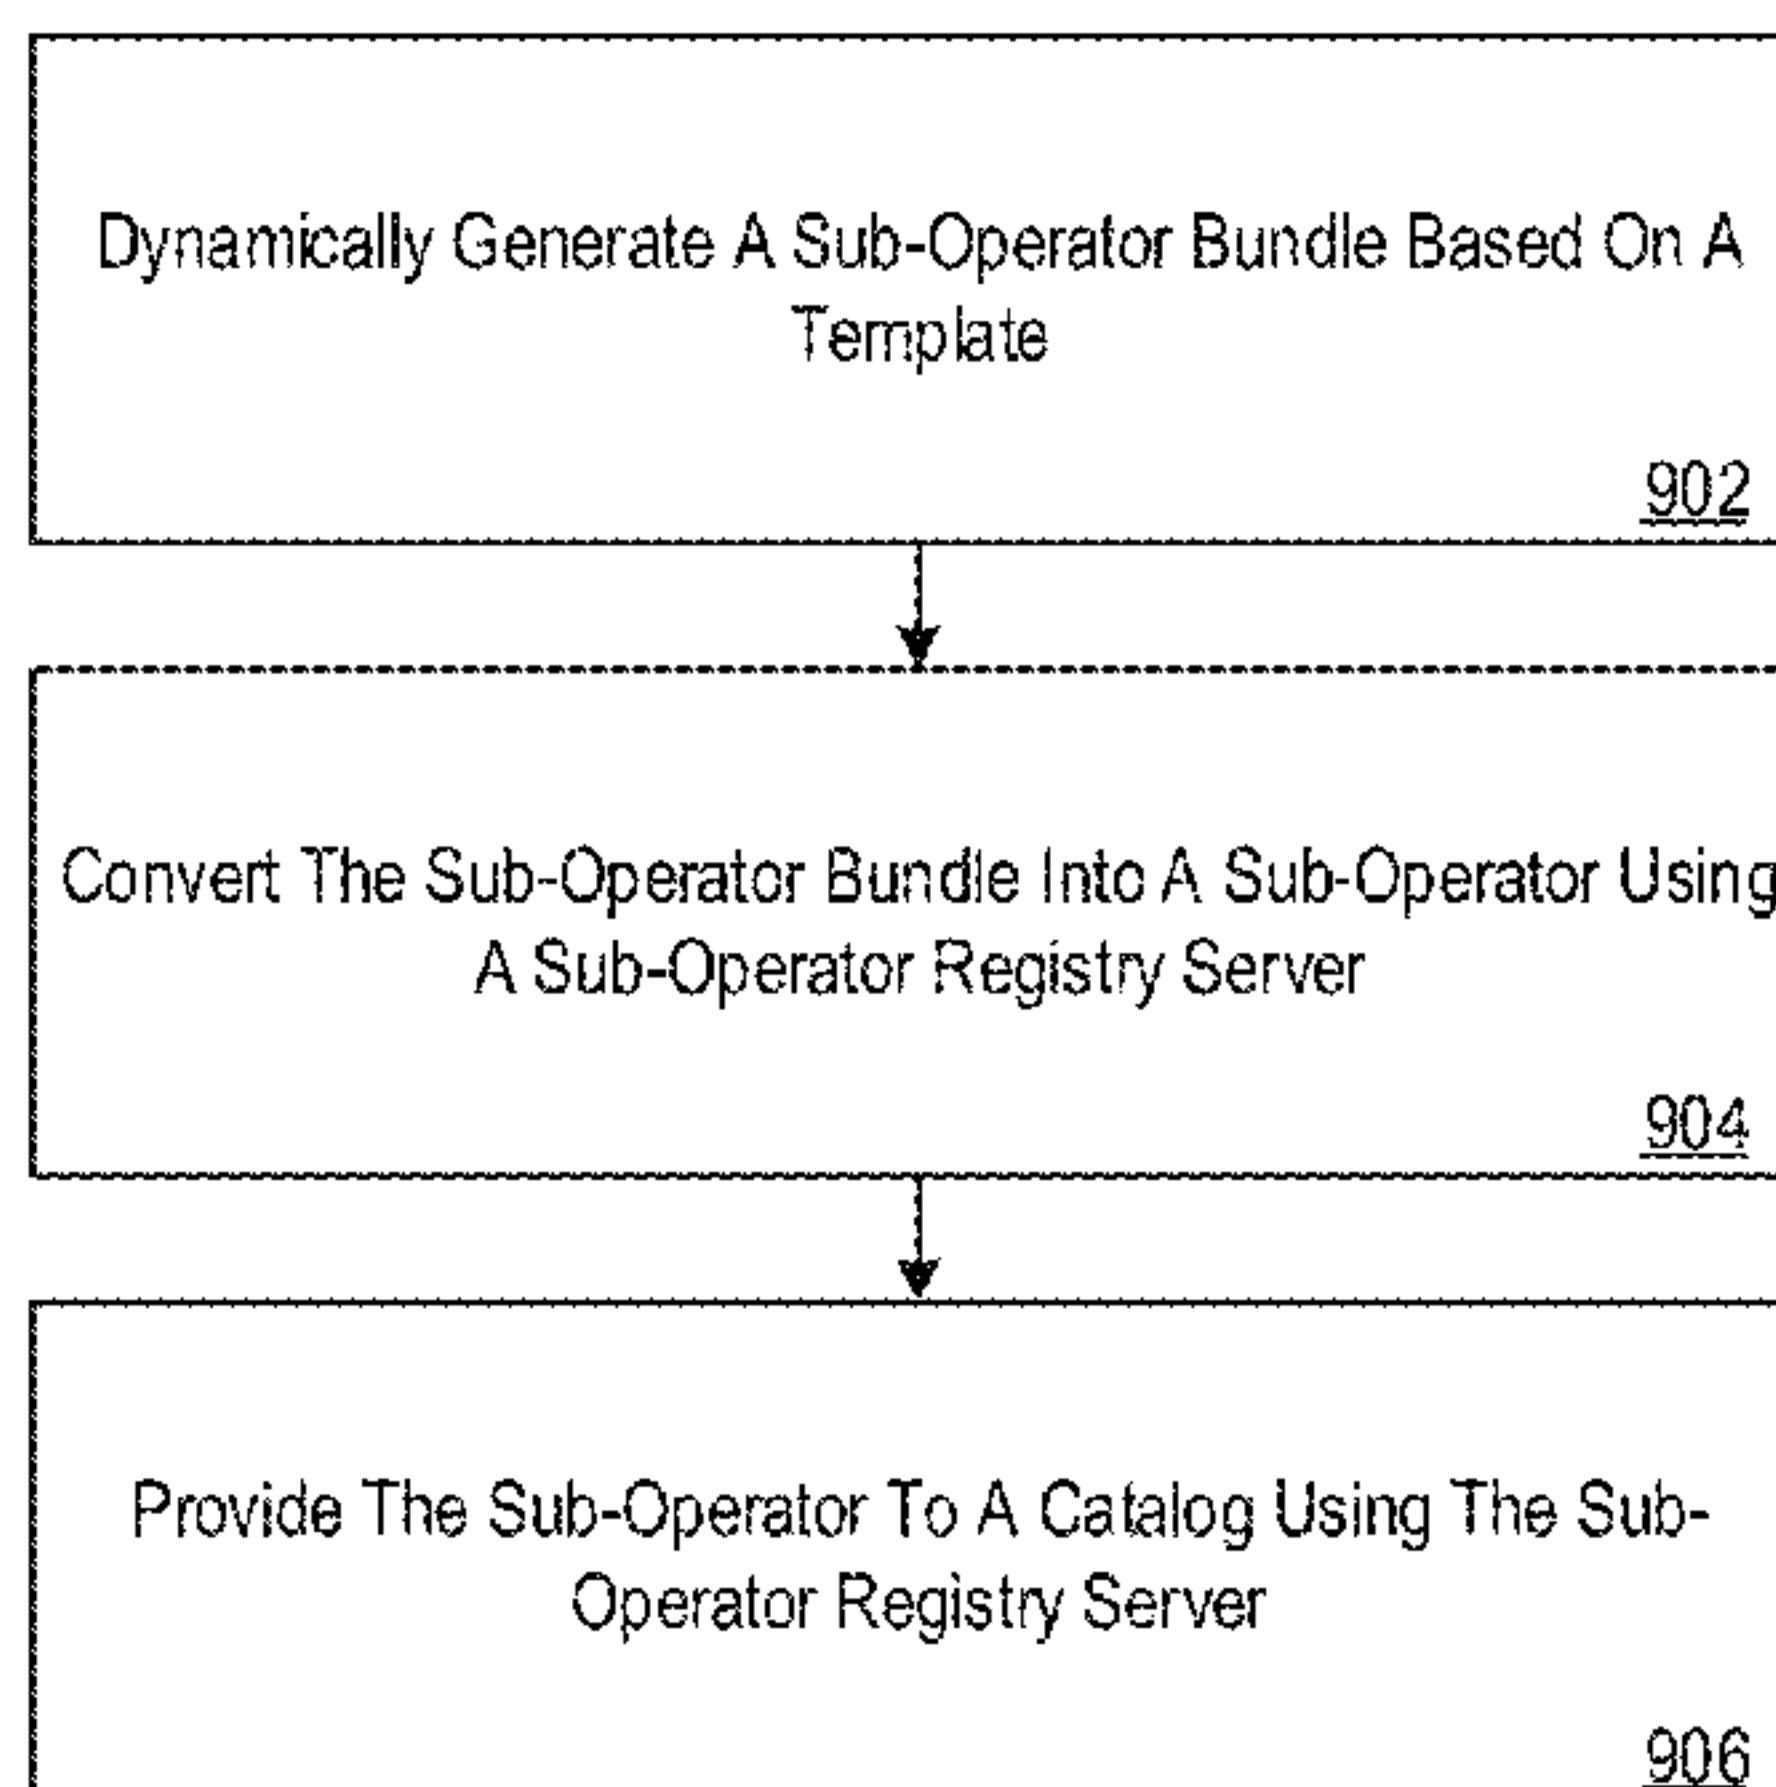 Dynamically Generate A Sub-Operator Bundle Based On A
Template
902
Convert The Sub-Operator Bundle Into A Sub-Operator Using
A Sub-Operator Registry Server
904
Provide The Sub-Operator To A Catalog Using The Sub-
Operator Registry Server
906